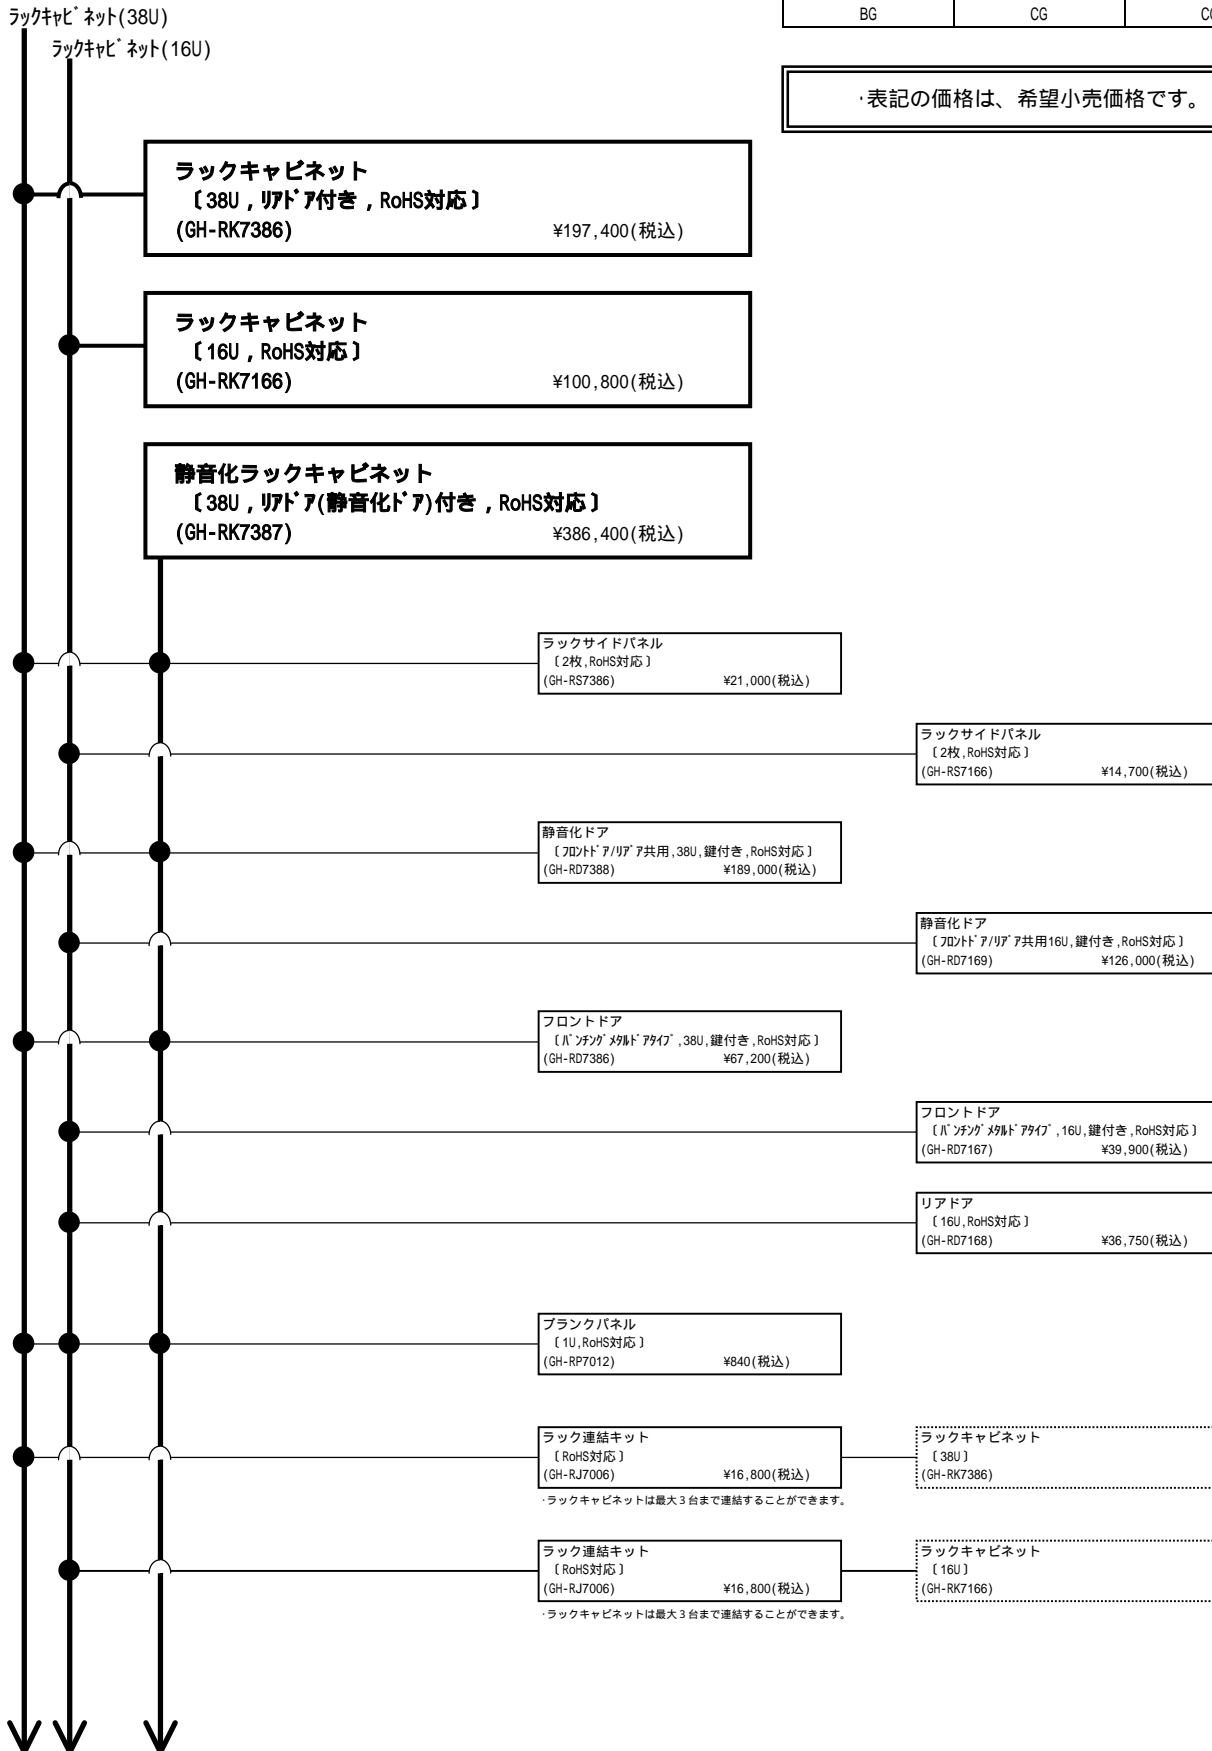 ラックキャビネット(38U)
ラックキャビネット(16U)
BG CG
・表記の価格は、希望小売価格です。
ラックキャビネット
〔38U，リアドア付き，RoHS対応〕
(GH-RK7386) ¥197,400(税込)
ラックキャビネット
〔16U，RoHS対応〕
(GH-RK7166) ¥100,800(税込)
静音化ラックキャビネット
〔38U，リアドア(静音化ドア)付き，RoHS対応〕
(GH-RK7387) ¥386,400(税込)
ラックサイドパネル
〔2枚,RoHS対応〕
(GH-RS7386) ¥21,000(税込)
ラックサイドパネル
〔2枚,RoHS対応〕
(GH-RS7166) ¥14,700(税込)
静音化ドア
〔フロントドア/リアドア共用,38U,鍵付き,RoHS対応〕
(GH-RD7388) ¥189,000(税込)
静音化ドア
〔フロントドア/リアドア共用16U,鍵付き,RoHS対応〕
(GH-RD7169) ¥126,000(税込)
フロントドア
〔パンチングメタルドアタイプ,38U,鍵付き,RoHS対応〕
(GH-RD7386) ¥67,200(税込)
フロントドア
〔パンチングメタルドアタイプ,16U,鍵付き,RoHS対応〕
(GH-RD7167) ¥39,900(税込)
リアドア
〔16U,RoHS対応〕
(GH-RD7168) ¥36,750(税込)
ブランクパネル
〔1U,RoHS対応〕
(GH-RP7012) ¥840(税込)
ラック連結キット
〔RoHS対応〕
(GH-RJ7006) ¥16,800(税込)
・ラックキャビネットは最大３台まで連結することができます。
ラックキャビネット
〔38U〕
(GH-RK7386)
ラック連結キット
〔RoHS対応〕
(GH-RJ7006) ¥16,800(税込)
・ラックキャビネットは最大３台まで連結することができます。
ラックキャビネット
〔16U〕
(GH-RK7166)